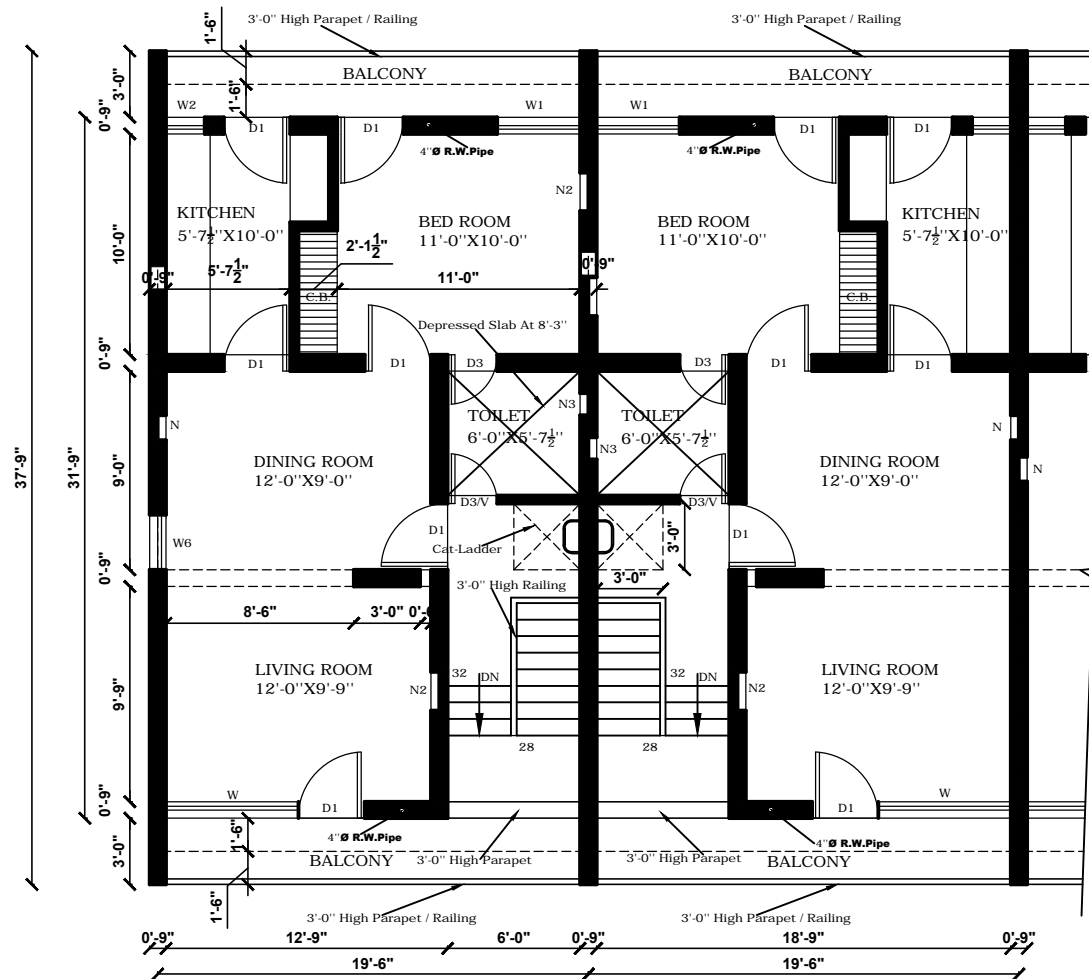 3'-0'' High Parapet / Railing
3'-0'' High Parapet / Railing
1'-6"
BALCONY
BALCONY
3'-0"
1'-6"
W2
W1
W1
0'-9"
D1
D1
D1
D1
4''Ø R.W.Pipe
4''Ø R.W.Pipe
N2
KITCHEN
5'-7½''X10'-0''
BED ROOM
11'-0''X10'-0''
BED ROOM
11'-0''X10'-0''
KITCHEN
5'-7½''X10'-0''
10'-0"
2'-1½"
0'-9"
5'-7½"
11'-0"
0'-9"
C.B.
C.B.
Depressed Slab At 8'-3''
0'-9"
D1
D1
D3
D3
D1
D1
N3
TOILET
6'-0''X5'-7½''
TOILET
6'-0''X5'-7½''
N
N3
N
N
37'-9"
31'-9"
9'-0"
DINING ROOM
12'-0''X9'-0''
DINING ROOM
12'-0''X9'-0''
D3/V
D3/V
W6
D1
D1
Cat-Ladder
3'-0"
0'-9"
3'-0'' High Railing
3'-0"
8'-6"
3'-0"
LIVING ROOM
12'-0''X9'-9''
LIVING ROOM
12'-0''X9'-9''
32
DN
32
DN
N2
N2
9'-9"
28
28
W
W
0'-9"
D1
D1
4''Ø R.W.Pipe
4''Ø R.W.Pipe
1'-6"
3'-0"
BALCONY
3'-0'' High Parapet
3'-0'' High Parapet
BALCONY
1'-6"
3'-0'' High Parapet / Railing
3'-0'' High Parapet / Railing
0'-9"
12'-9"
6'-0"
0'-9"
18'-9"
0'-9"
19'-6"
19'-6"